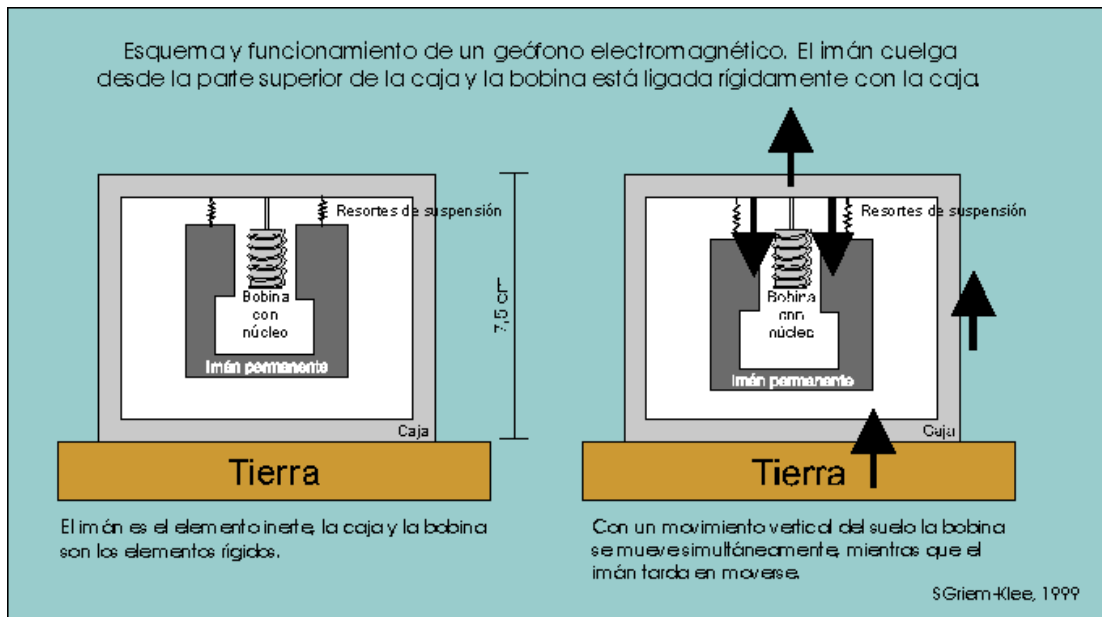 Esquema y funcionamiento de un geófono electromagnético. El imán cuelga
desde la parte superior de la caja y la bobina está ligada rígidamente con la caja.
Resortes de suspensión
Bobina
con
núcleo
Imán permanente
Caja
7,5 cm
Tierra
El imán es el elemento inerte, la caja y la bobina
son los elementos rígidos.
Resortes de suspensión
Bobina
con
núcleo
Imán permanente
Caja
Tierra
Con un movimiento vertical del suelo la bobina
se mueve simultáneamente, mientras que el
imán tarda en moverse.
SGriem-Klee, 1999